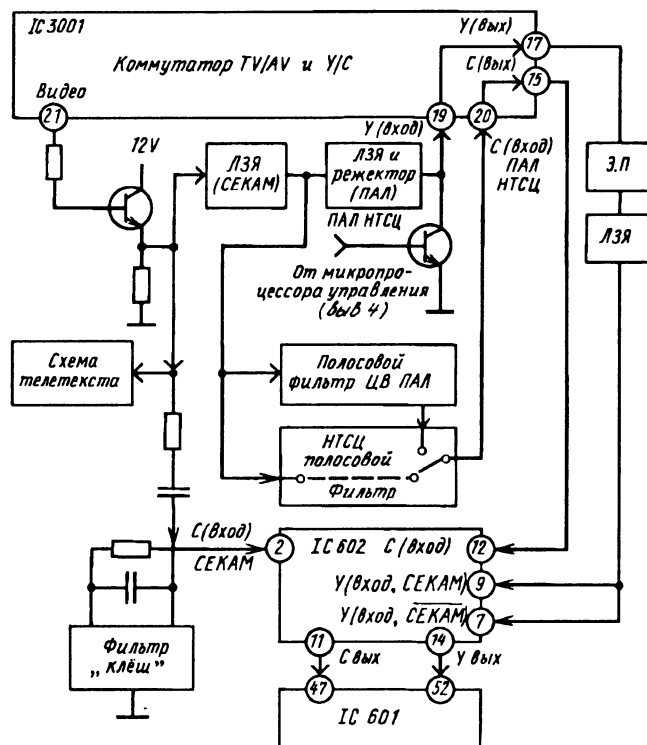 IC 3001
Y (вых)
17
Коммутатор TV/AV и Y/C
C (вых)
15
Видео
21
Y (вход)
19
20
12V
ЛЗЯ
(СЕКАМ)
ЛЗЯ и
режектор
(ПАЛ)
C (вход)
ПАЛ
НТСЦ
Э.П
ЛЗЯ
ПАЛ НТСЦ
От микропро-
цессора управления
(выв 4)
Схема
телетекста
Полосовой
фильтр ЦВ ПАЛ
НТСЦ
полосовой
Фильтр
C (вход)
СЕКАМ
2
IC 602
C (вход)
12
Y (вход, СЕКАМ)
9
Y (вход, СЕКАМ)
7
Фильтр
„клёш"
11
C вых
14
Y вых
47
52
IC 601